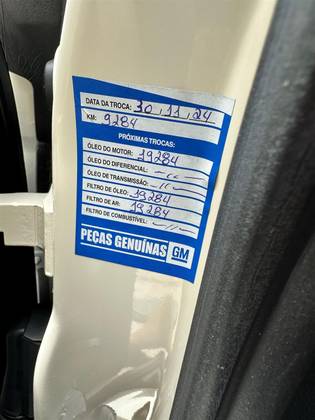 DATA DA TROCA: 30, 11, 24
KM: 9284
PRÓXIMAS TROCAS:
ÓLEO DO MOTOR: 19284
ÓLEO DO DIFERENCIAL: -//-
ÓLEO DE TRANSMISSÃO: -//-
FILTRO DE ÓLEO: 19284
FILTRO DE AR: 19284
FILTRO DE COMBUSTÍVEL: -//-
PEÇAS GENUÍNAS GM